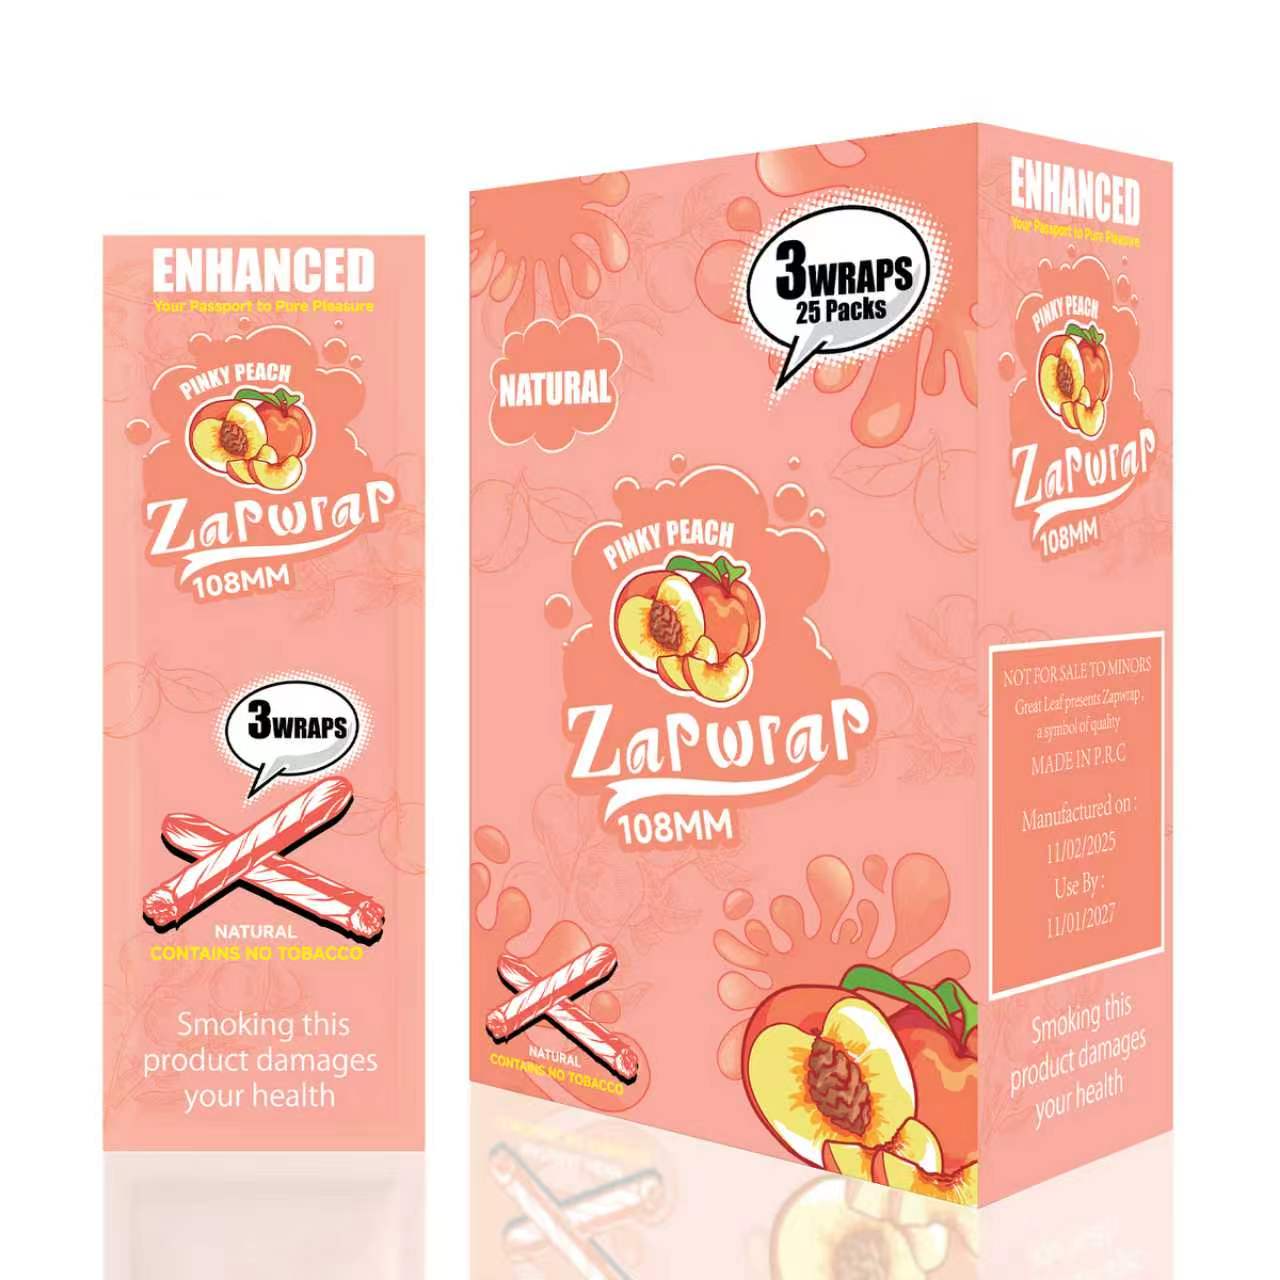 ENHANCED
Your Passport to Pure Pleasure
PINKY PEACH
Zapwrap
108MM
3WRAPS
NATURAL
CONTAINS NO TOBACCO
Smoking this
product damages
your health
3WRAPS
25 Packs
NATURAL
PINKY PEACH
Zapwrap
108MM
NATURAL
CONTAINS NO TOBACCO
ENHANCED
Your Passport to Pure Pleasure
PINKY PEACH
Zapwrap
108MM
NOT FOR SALE TO MINORS
Great Leaf presents Zapwrap ,
a symbol of quality
MADE IN P.R.C
Manufactured on :
11/02/2025
Use By :
11/01/2027
Smoking this
product damages
your health